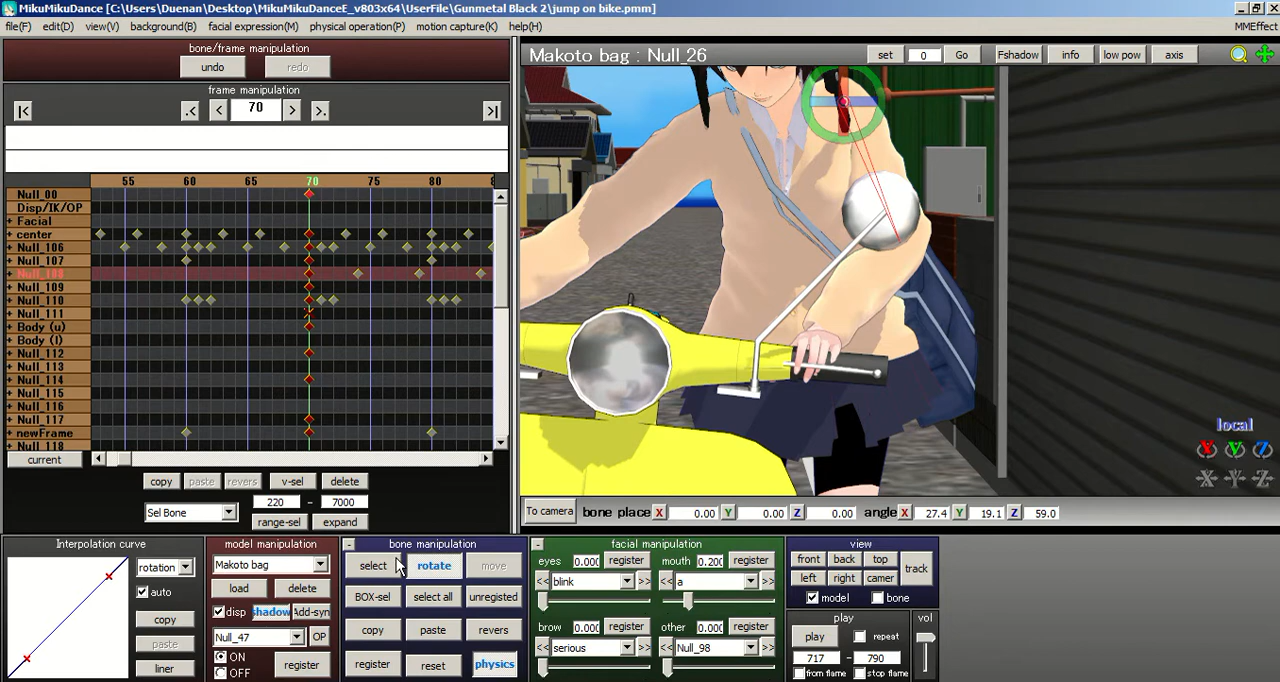 MikuMikuDance [C:\Users\Duenan\Desktop\MikuMikuDanceE_v803x64\UserFile\Gunmetal Black 2\jump on bike.pmm]
file(F) edit(D) view(V) background(B) facial expression(M) physical operation(P) motion capture(K) help(H) MMEffect
bone/frame manipulation
undo redo
frame manipulation
.< < 70 > >.
55 60 65 70 75 80 8
Null_00
Disp/IK/OP
+ Facial
+ center
+ Null_106
+ Null_107
+ Null_108
+ Null_109
+ Null_110
+ Null_111
+ Body (u)
+ Body (l)
+ Null_112
+ Null_113
+ Null_114
+ Null_115
+ Null_116
+ Null_117
+ newFrame
+ Null_118
current
copy paste revers v-sel delete
Sel Bone 220 - 7000
range-sel expand
Makoto bag : Null_26 set 0 Go Fshadow info low pow axis
local
X Y Z
X Y Z
To camera bone place X 0.00 Y 0.00 Z 0.00 angle X 27.4 Y 19.1 Z 59.0
Interpolation curve
rotation
auto
copy
paste
liner
model manipulation
Makoto bag
load delete
disp shadow Add-syn
Null_47 OP
ON
OFF
register
- bone manipulation
select rotate move
BOX-sel select all unregisted
copy paste revers
register reset physics
- facial manipulation
eyes 0.000 register mouth 0.200 register
<< blink >> << a >>
brow 0.000 register other 0.000 register
<< serious >> << Null_98 >>
view
front back top
left right camer
track
model bone
play
play repeat
717 - 790
from flame stop flame
vol